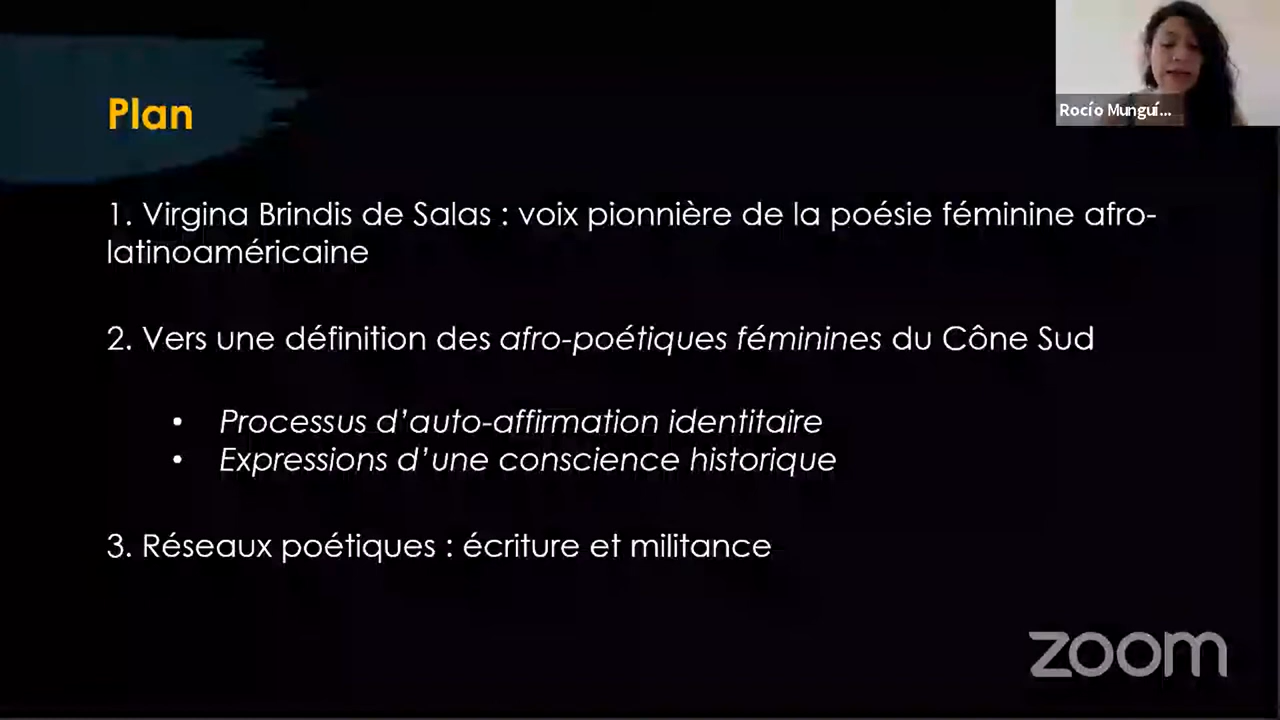 Rocío Munguí...
Plan
1. Virgina Brindis de Salas : voix pionnière de la poésie féminine afro-
latinoaméricaine
2. Vers une définition des afro-poétiques féminines du Cône Sud
• Processus d’auto-affirmation identitaire
• Expressions d’une conscience historique
3. Réseaux poétiques : écriture et militance
zoom